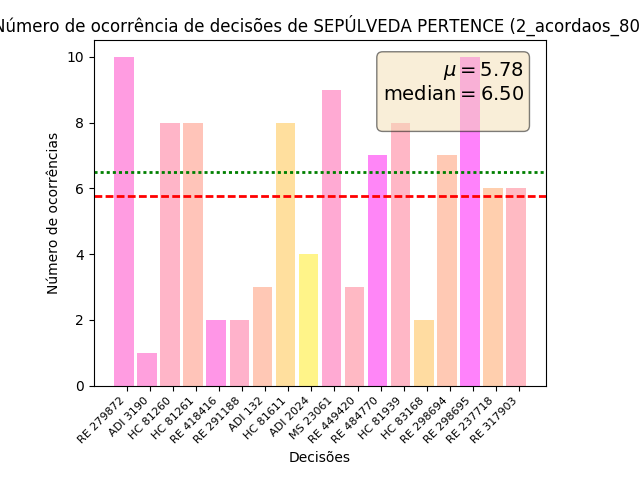 Número de ocorrência de decisões de SEPÚLVEDA PERTENCE (2_acordaos_80
μ = 5.78
median = 6.50
10
8
6
4
2
0
Número de ocorrências
RE 279872
ADI 3190
HC 81260
HC 81261
RE 418416
RE 291188
ADI 132
HC 81611
ADI 2024
MS 23061
RE 449420
RE 484770
HC 81939
HC 83168
RE 298694
RE 298695
RE 237718
RE 317903
Decisões